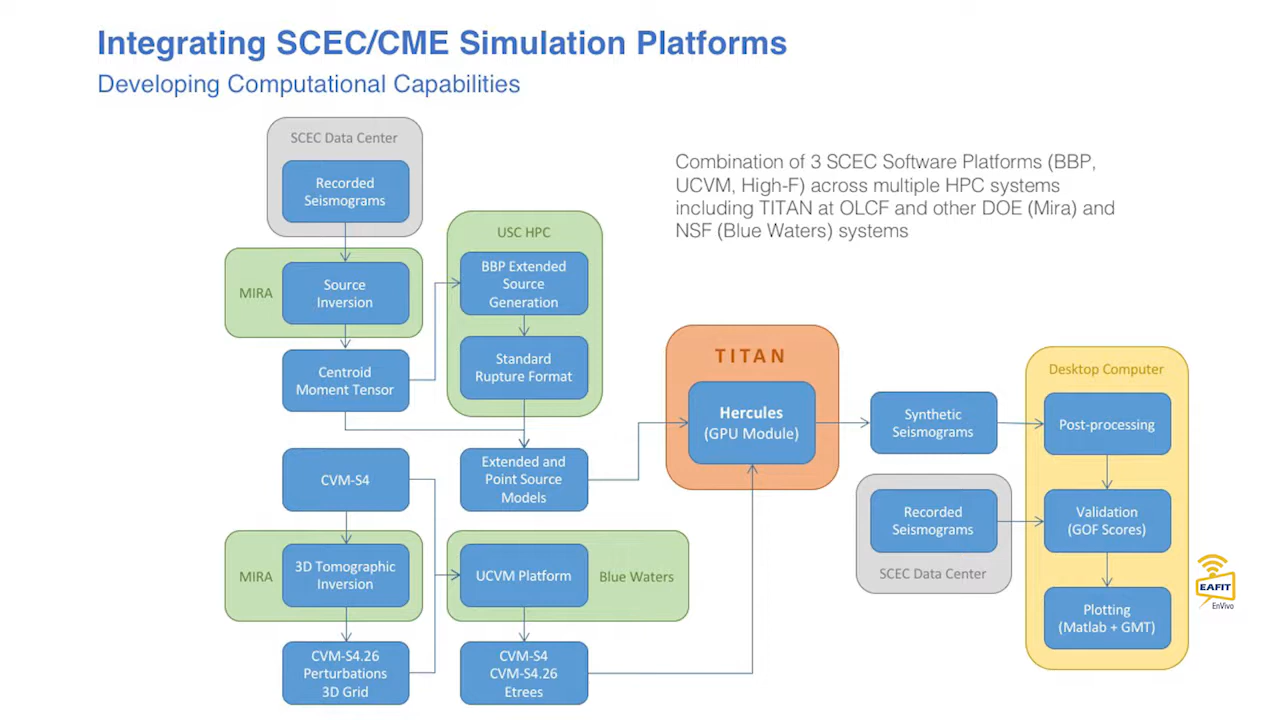 Integrating SCEC/CME Simulation Platforms
Developing Computational Capabilities
SCEC Data Center
Recorded
Seismograms
Combination of 3 SCEC Software Platforms (BBP,
UCVM, High-F) across multiple HPC systems
including TITAN at OLCF and other DOE (Mira) and
NSF (Blue Waters) systems
MIRA
Source
Inversion
Centroid
Moment Tensor
USC HPC
BBP Extended
Source
Generation
Standard
Rupture Format
Extended and
Point Source
Models
CVM-S4
MIRA
3D Tomographic
Inversion
CVM-S4.26
Perturbations
3D Grid
UCVM Platform
Blue Waters
CVM-S4
CVM-S4.26
Etrees
TITAN
Hercules
(GPU Module)
Synthetic
Seismograms
Recorded
Seismograms
SCEC Data Center
Desktop Computer
Post-processing
Validation
(GOF Scores)
Plotting
(Matlab + GMT)
EAFIT
EnVivo